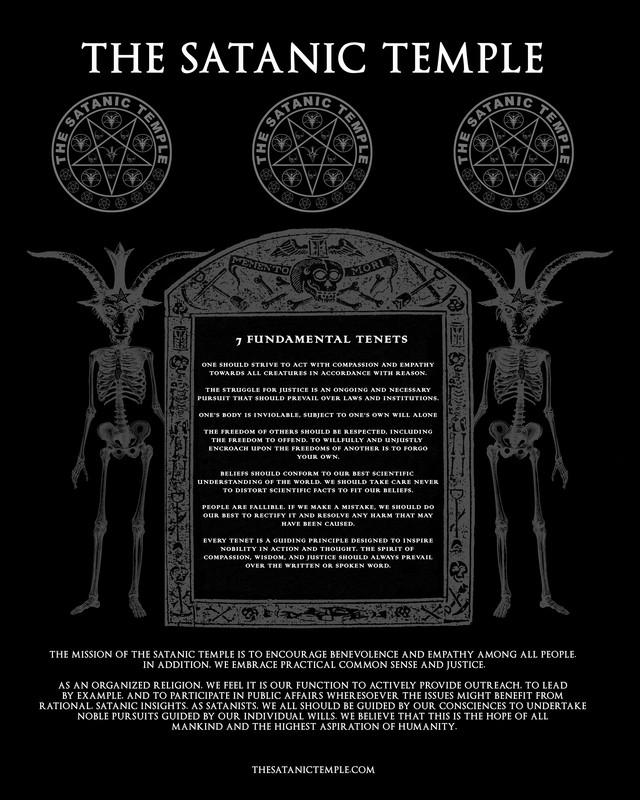 THE SATANIC TEMPLE
THE SATANIC TEMPLE
THE SATANIC TEMPLE
THE SATANIC TEMPLE
MEMENTO MORI
7 FUNDAMENTAL TENETS
ONE SHOULD STRIVE TO ACT WITH COMPASSION AND EMPATHY
TOWARDS ALL CREATURES IN ACCORDANCE WITH REASON.
THE STRUGGLE FOR JUSTICE IS AN ONGOING AND NECESSARY
PURSUIT THAT SHOULD PREVAIL OVER LAWS AND INSTITUTIONS.
ONE'S BODY IS INVIOLABLE, SUBJECT TO ONE'S OWN WILL ALONE
THE FREEDOM OF OTHERS SHOULD BE RESPECTED, INCLUDING
THE FREEDOM TO OFFEND. TO WILLFULLY AND UNJUSTLY
ENCROACH UPON THE FREEDOMS OF ANOTHER IS TO FORGO
YOUR OWN.
BELIEFS SHOULD CONFORM TO OUR BEST SCIENTIFIC
UNDERSTANDING OF THE WORLD. WE SHOULD TAKE CARE NEVER
TO DISTORT SCIENTIFIC FACTS TO FIT OUR BELIEFS.
PEOPLE ARE FALLIBLE. IF WE MAKE A MISTAKE, WE SHOULD DO
OUR BEST TO RECTIFY IT AND RESOLVE ANY HARM THAT MAY
HAVE BEEN CAUSED.
EVERY TENET IS A GUIDING PRINCIPLE DESIGNED TO INSPIRE
NOBILITY IN ACTION AND THOUGHT. THE SPIRIT OF
COMPASSION, WISDOM, AND JUSTICE SHOULD ALWAYS PREVAIL
OVER THE WRITTEN OR SPOKEN WORD.
THE MISSION OF THE SATANIC TEMPLE IS TO ENCOURAGE BENEVOLENCE AND EMPATHY AMONG ALL PEOPLE.
IN ADDITION, WE EMBRACE PRACTICAL COMMON SENSE AND JUSTICE.
AS AN ORGANIZED RELIGION, WE FEEL IT IS OUR FUNCTION TO ACTIVELY PROVIDE OUTREACH, TO LEAD
BY EXAMPLE, AND TO PARTICIPATE IN PUBLIC AFFAIRS WHERESOEVER THE ISSUES MIGHT BENEFIT FROM
RATIONAL, SATANIC INSIGHTS. AS SATANISTS, WE ALL SHOULD BE GUIDED BY OUR CONSCIENCES TO UNDERTAKE
NOBLE PURSUITS GUIDED BY OUR INDIVIDUAL WILLS. WE BELIEVE THAT THIS IS THE HOPE OF ALL
MANKIND AND THE HIGHEST ASPIRATION OF HUMANITY.
THESATANICTEMPLE.COM